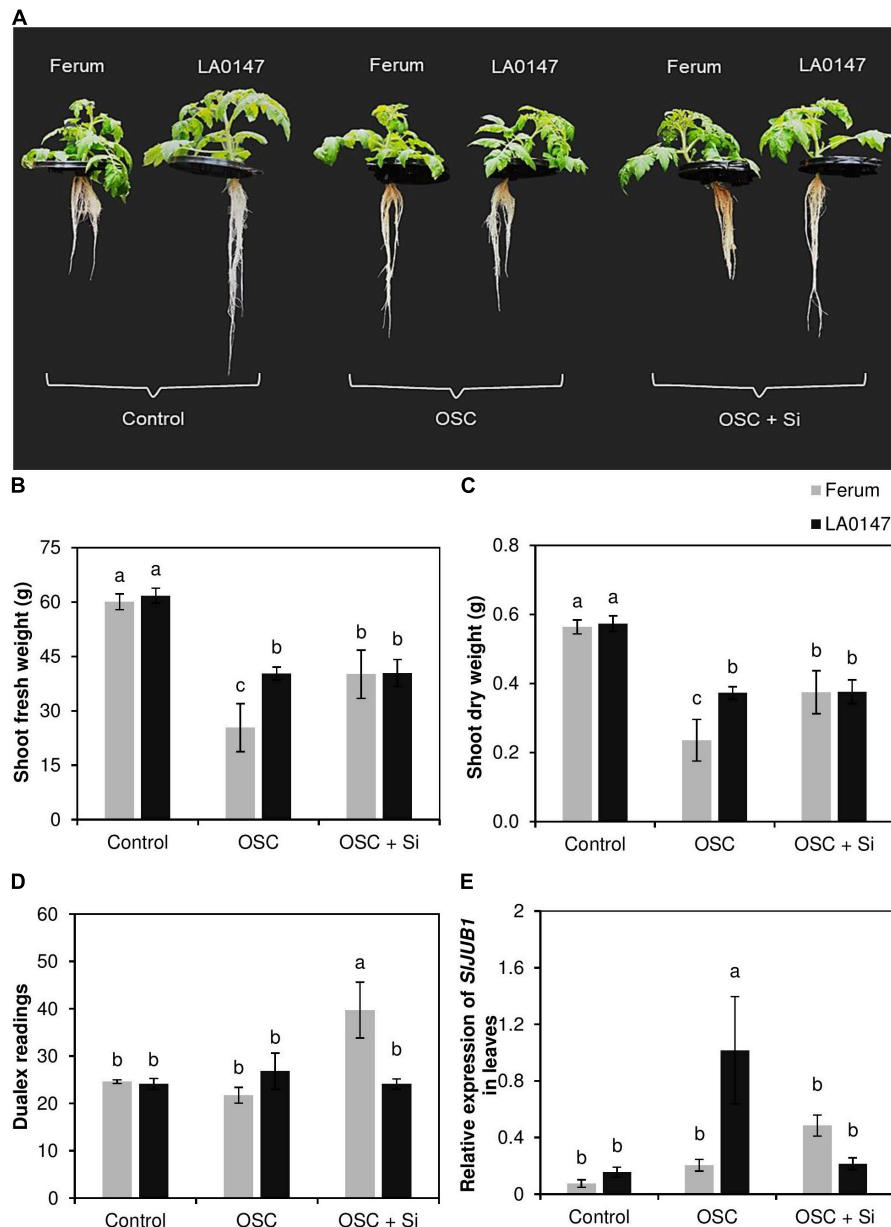 A
Ferum LA0147 Ferum LA0147 Ferum LA0147
Control OSC OSC + Si
B
Shoot fresh weight (g)
75
60
45
30
15
0
a a c b b b
Control OSC OSC + Si
C
Ferum
LA0147
Shoot dry weight (g)
0.8
0.6
0.4
0.2
0.0
a a c b b b
Control OSC OSC + Si
D
Dualex readings
60
50
40
30
20
10
0
b b b b a b
Control OSC OSC + Si
E
Relative expression of SlJUB1
in leaves
2
1.6
1.2
0.8
0.4
0
b b b a b b
Control OSC OSC + Si